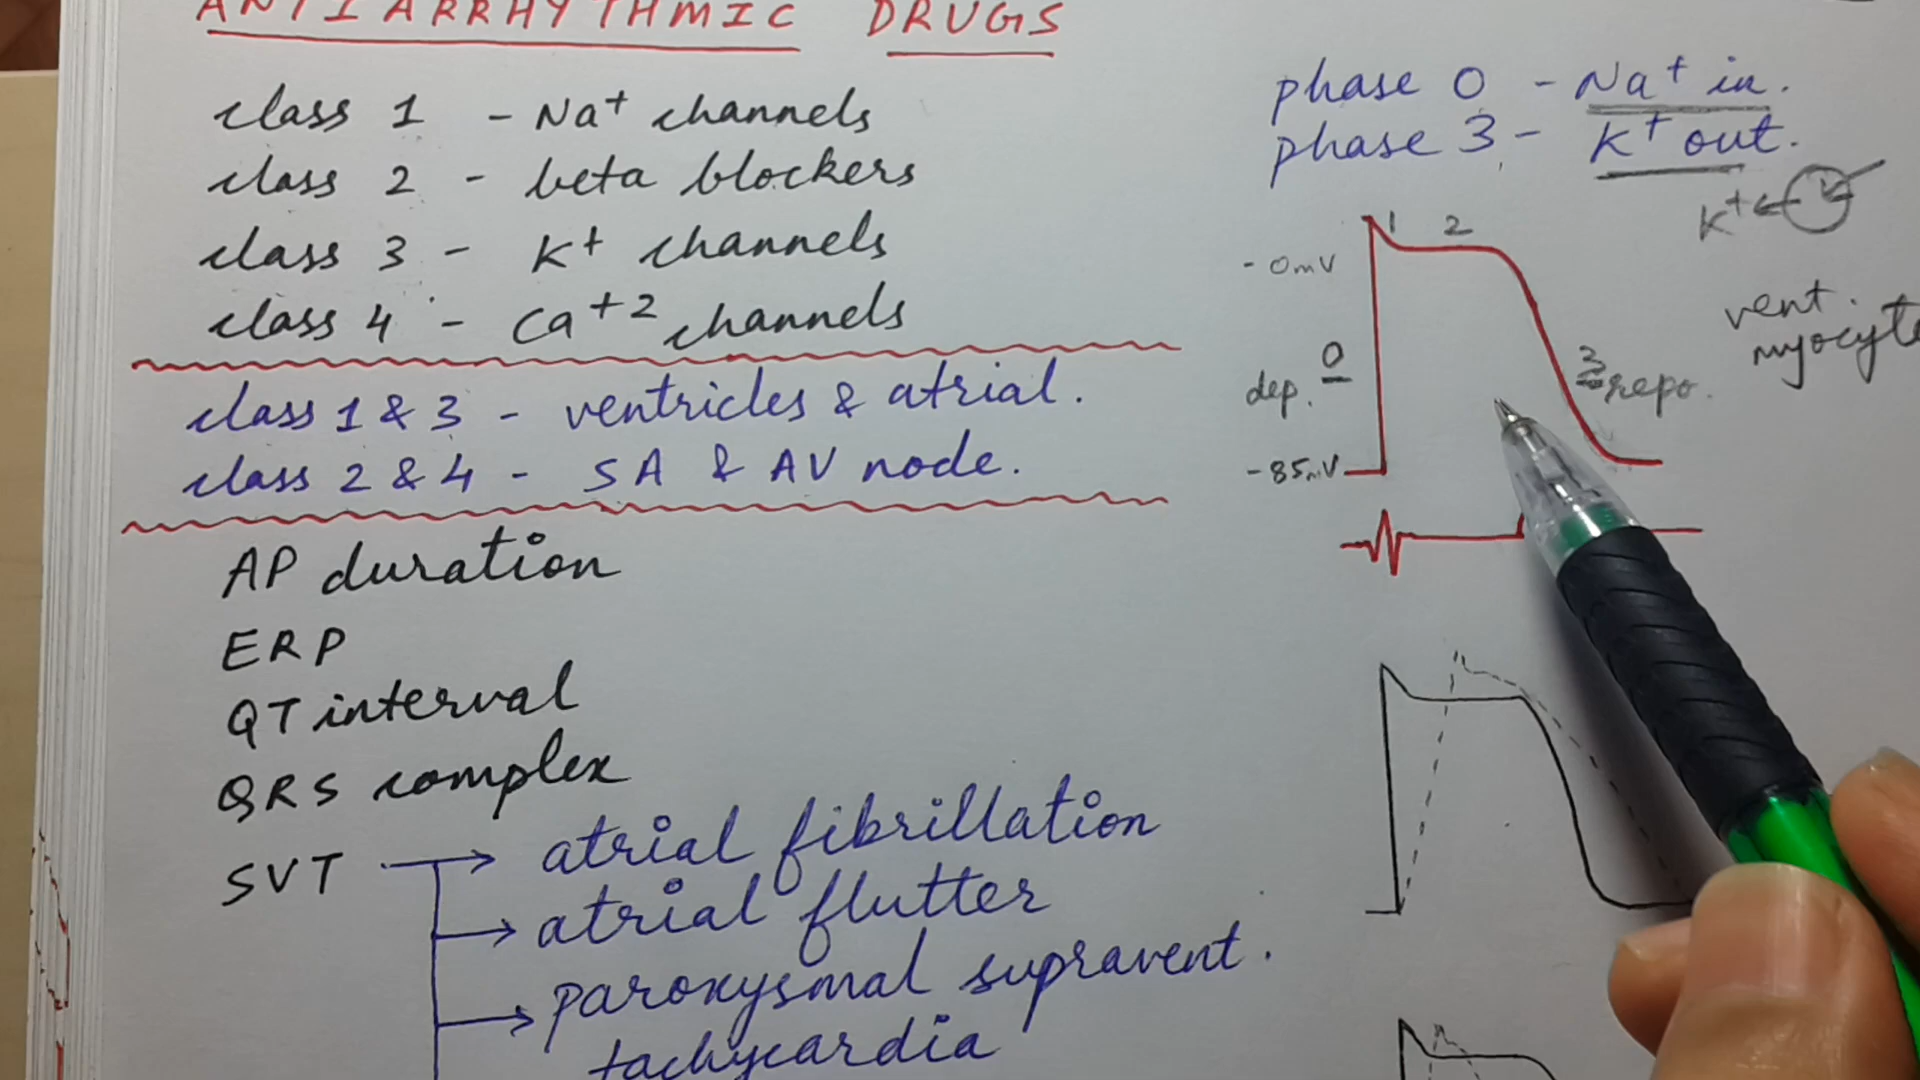 ANTIARRHYTHMIC DRUGS
class 1 - Na+ channels
class 2 - beta blockers
class 3 - K+ channels
class 4 - Ca+2 channels
class 1 & 3 - ventricles & atrial.
class 2 & 4 - SA & AV node.
AP duration
ERP
QT interval
QRS complex
SVT → atrial fibrillation
→ atrial flutter
→ paroxysmal supravent.
tachycardia
phase 0 - Na+ in.
phase 3 - K+ out.
K+
1 2
- 0mV
vent.
myocyte
0
dep.
3
repo.
-85mV